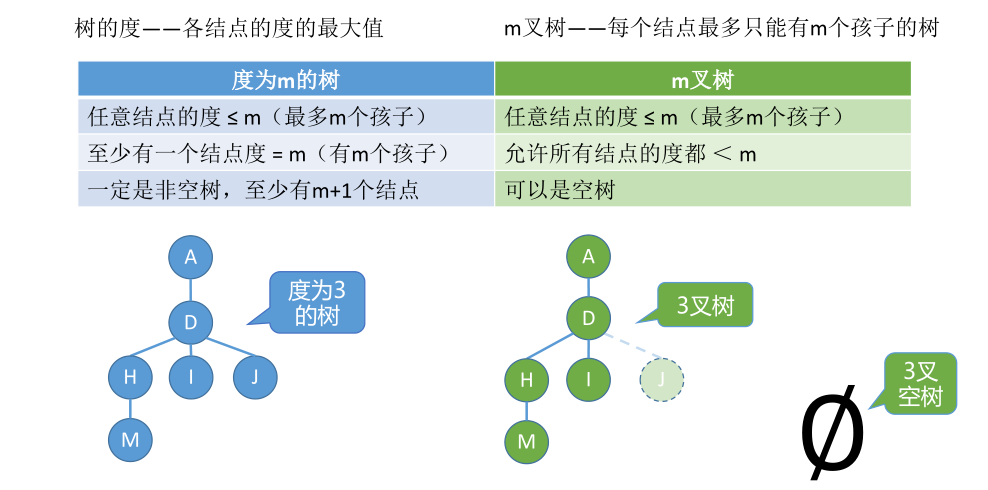 树的度——各结点的度的最大值
m叉树——每个结点最多只能有m个孩子的树
度为m的树
m叉树
任意结点的度 ≤ m（最多m个孩子）
任意结点的度 ≤ m（最多m个孩子）
至少有一个结点度 = m（有m个孩子）
允许所有结点的度都 ＜ m
一定是非空树，至少有m+1个结点
可以是空树
A
D
H
I
J
M
度为3
的树
A
D
H
I
J
M
3叉树
Ø
3叉
空树